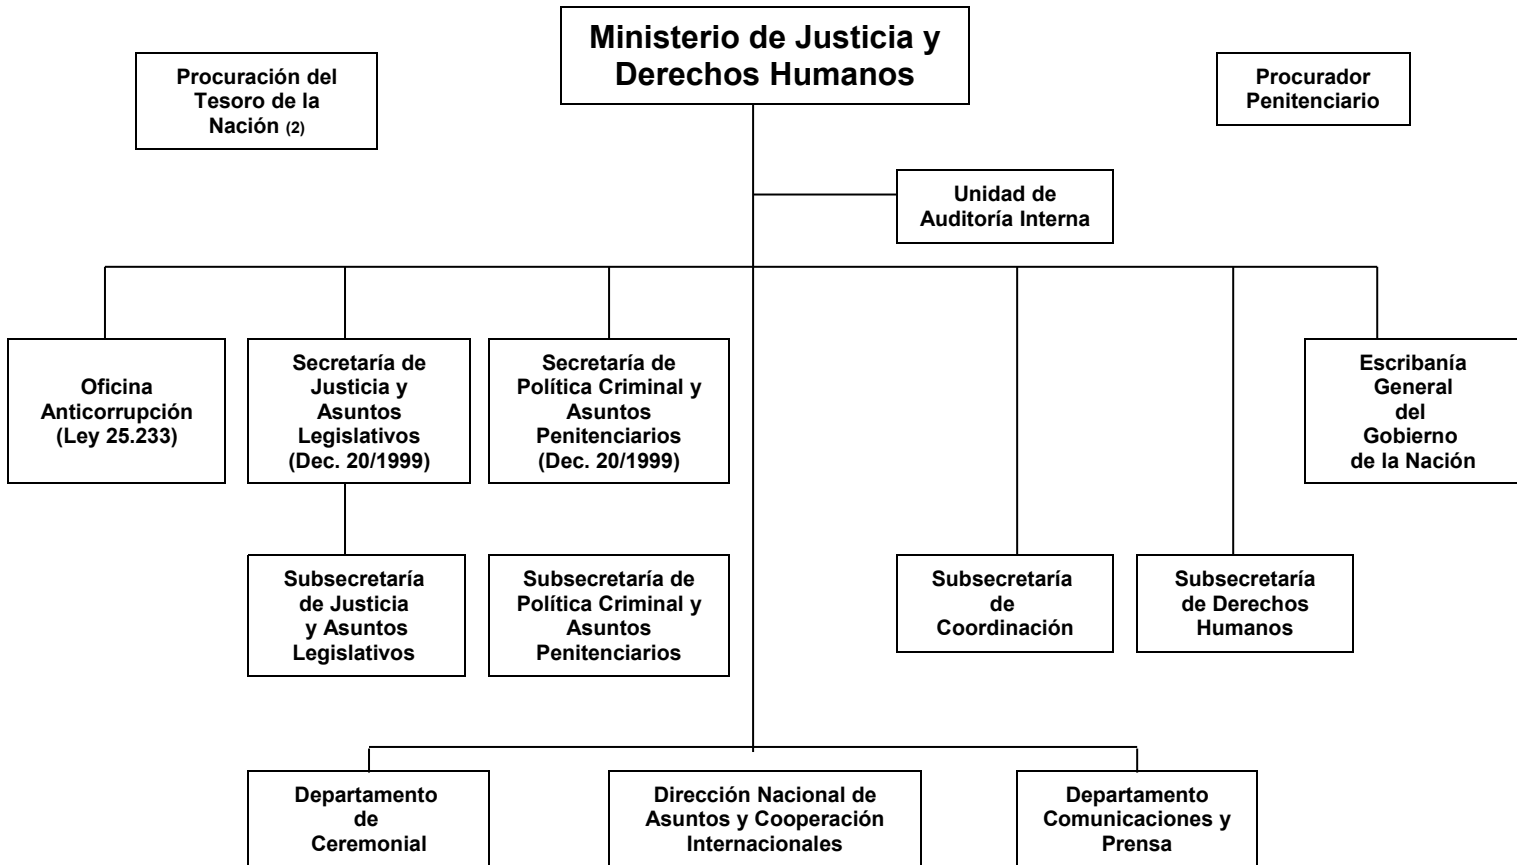 Ministerio de Justicia y
Derechos Humanos
Procuración del
Tesoro de la
Nación (2)
Procurador
Penitenciario
Unidad de
Auditoría Interna
Oficina
Anticorrupción
(Ley 25.233)
Secretaría de
Justicia y
Asuntos
Legislativos
(Dec. 20/1999)
Secretaría de
Política Criminal y
Asuntos
Penitenciarios
(Dec. 20/1999)
Escribanía
General
del
Gobierno
de la Nación
Subsecretaría
de Justicia
y Asuntos
Legislativos
Subsecretaría de
Política Criminal y
Asuntos
Penitenciarios
Subsecretaría
de
Coordinación
Subsecretaría
de Derechos
Humanos
Departamento
de
Ceremonial
Dirección Nacional de
Asuntos y Cooperación
Internacionales
Departamento
Comunicaciones y
Prensa